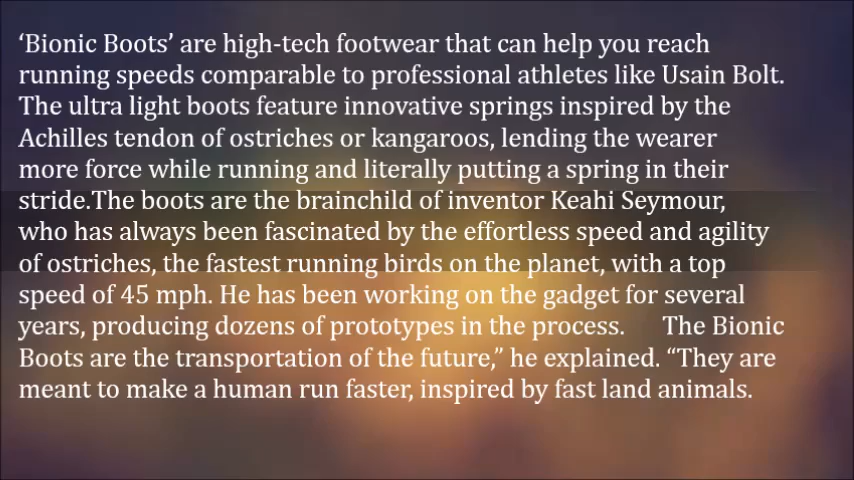 ‘Bionic Boots’ are high-tech footwear that can help you reach
running speeds comparable to professional athletes like Usain Bolt.
The ultra light boots feature innovative springs inspired by the
Achilles tendon of ostriches or kangaroos, lending the wearer
more force while running and literally putting a spring in their
stride.The boots are the brainchild of inventor Keahi Seymour,
who has always been fascinated by the effortless speed and agility
of ostriches, the fastest running birds on the planet, with a top
speed of 45 mph. He has been working on the gadget for several
years, producing dozens of prototypes in the process.     The Bionic
Boots are the transportation of the future,” he explained. “They are
meant to make a human run faster, inspired by fast land animals.